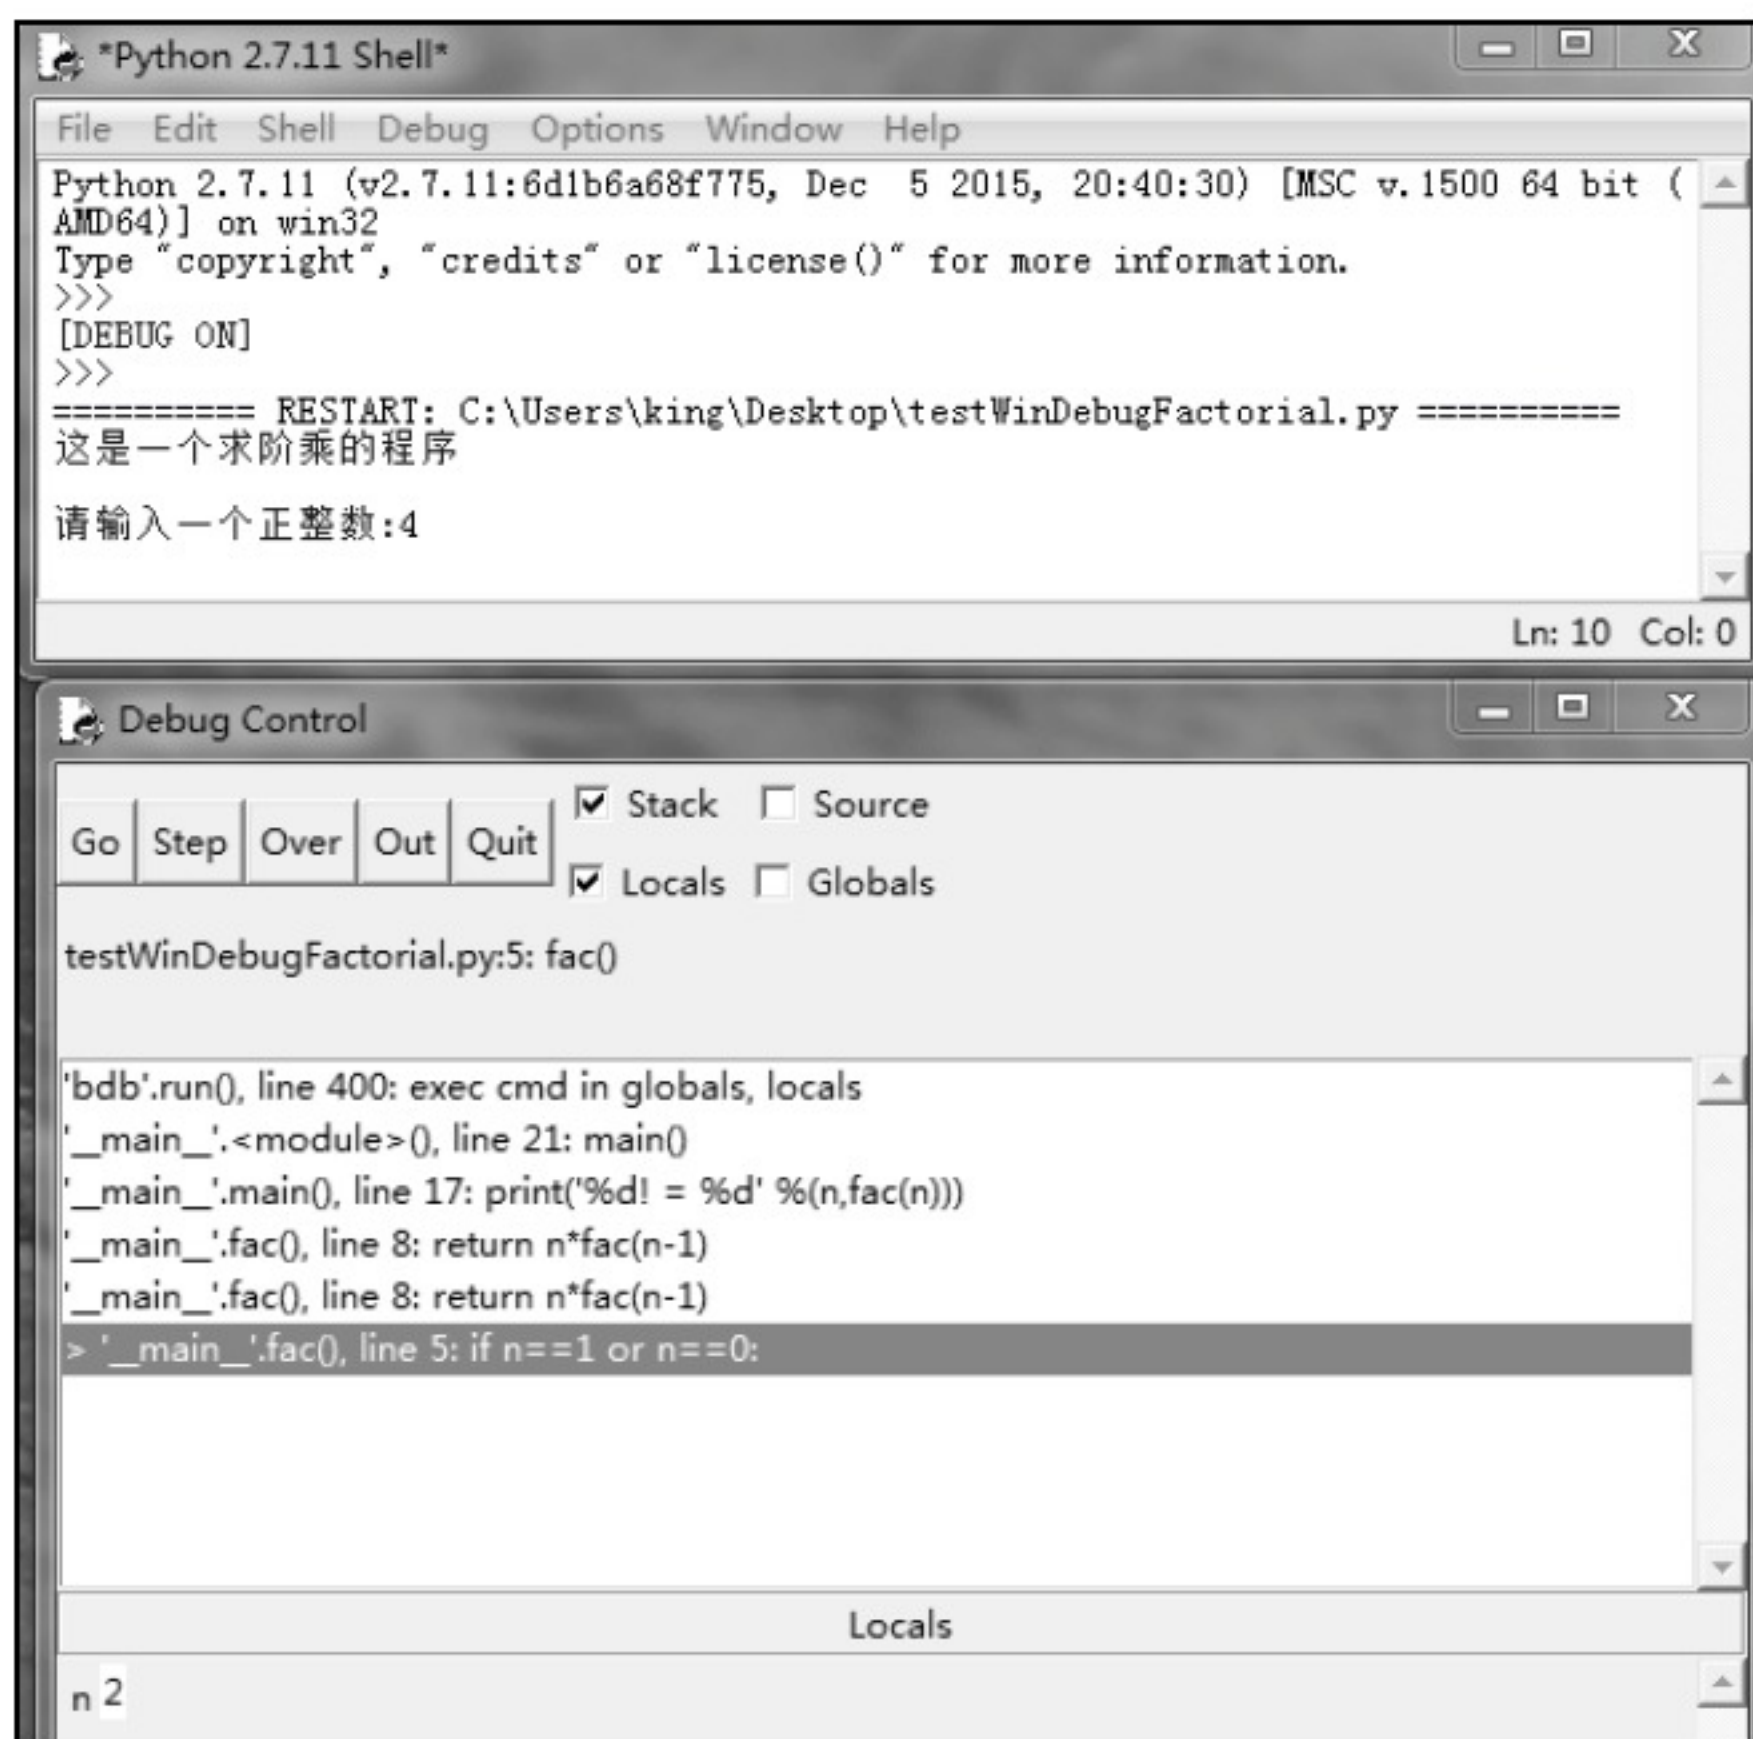 *Python 2.7.11 Shell*
File Edit Shell Debug Options Window Help
Python 2.7.11 (v2.7.11:6d1b6a68f775, Dec  5 2015, 20:40:30) [MSC v.1500 64 bit (
AMD64)] on win32
Type "copyright", "credits" or "license()" for more information.
>>>
[DEBUG ON]
>>>
========== RESTART: C:\Users\king\Desktop\testWinDebugFactorial.py ==========
这是一个求阶乘的程序
请输入一个正整数:4
Ln: 10 Col: 0
Debug Control
Stack Source
Go Step Over Out Quit
Locals Globals
testWinDebugFactorial.py:5: fac()
'bdb'.run(), line 400: exec cmd in globals, locals
'__main__'.<module>(), line 21: main()
'__main__'.main(), line 17: print('%d! = %d' %(n,fac(n)))
'__main__'.fac(), line 8: return n*fac(n-1)
'__main__'.fac(), line 8: return n*fac(n-1)
> '__main__'.fac(), line 5: if n==1 or n==0:
Locals
n 2